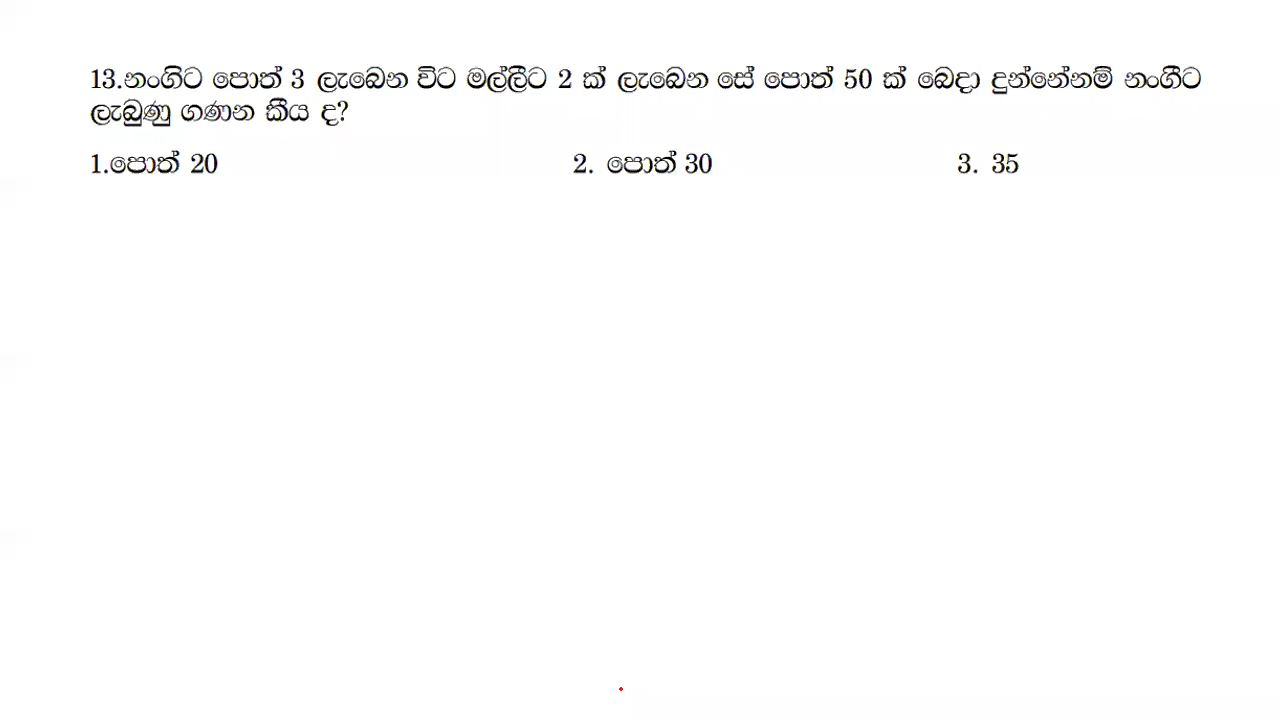 13.නංගිට පොත් 3 ලැබෙන විට මල්ලීට 2 ක් ලැබෙන සේ පොත් 50 ක් බෙදා දුන්නේනම් නංගීට
ලැබුණු ගණන කීය ද?
1.පොත් 20 2. පොත් 30 3. 35